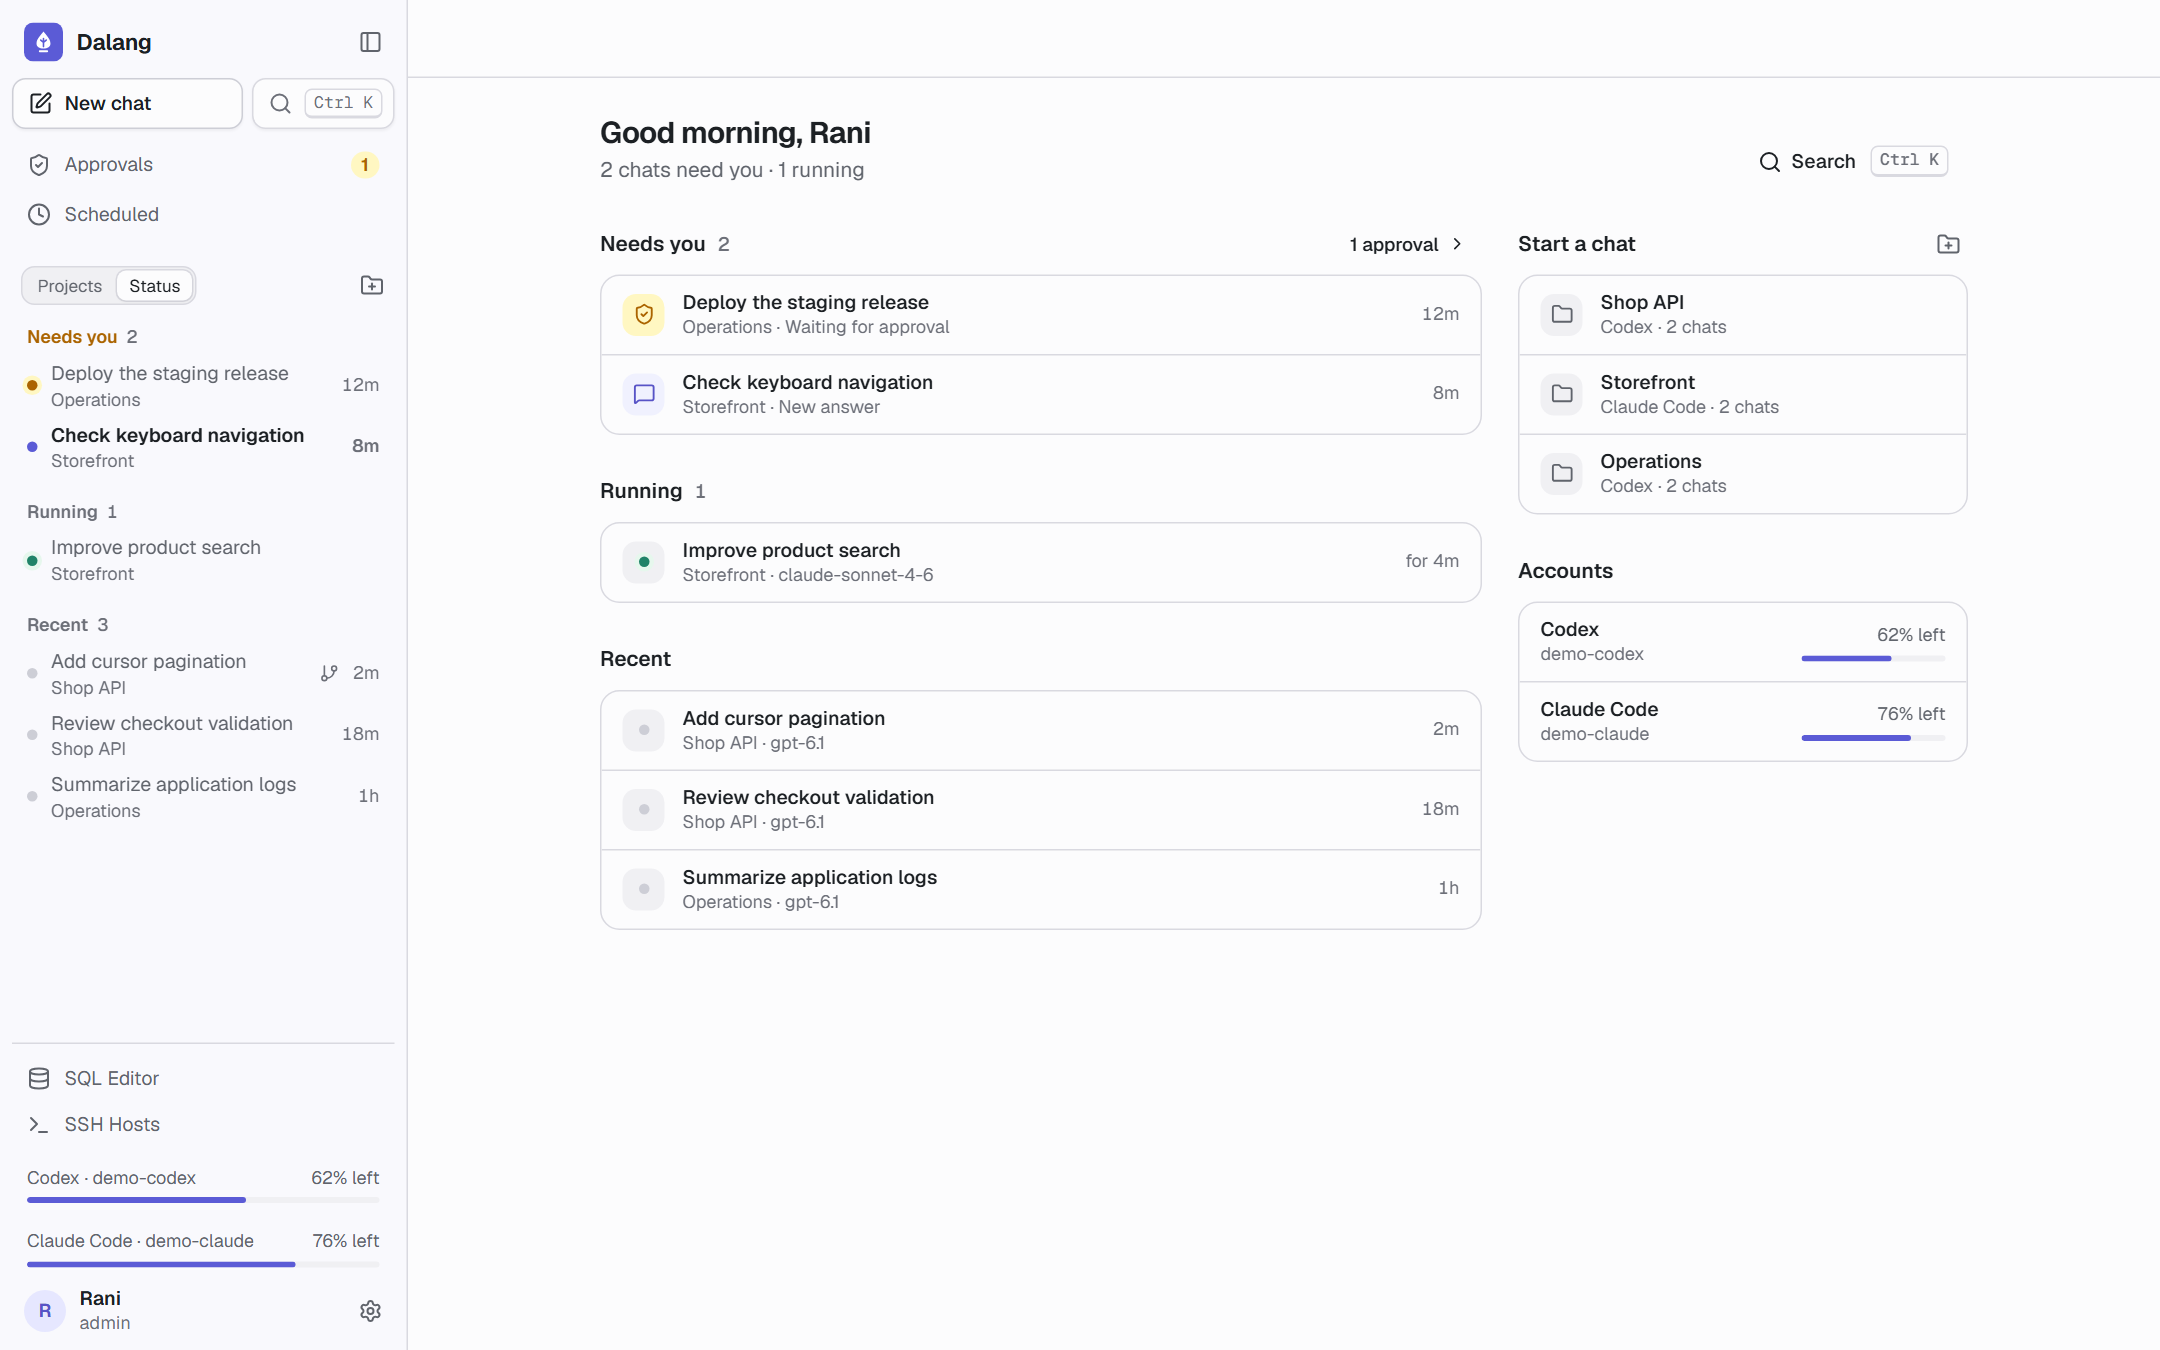 Dalang
New chat
Ctrl K
Approvals
1
Scheduled
Projects
Status
Needs you 2
Deploy the staging release
Operations
12m
Check keyboard navigation
Storefront
8m
Running 1
Improve product search
Storefront
Recent 3
Add cursor pagination
Shop API
2m
Review checkout validation
Shop API
18m
Summarize application logs
Operations
1h
SQL Editor
SSH Hosts
Codex · demo-codex
62% left
Claude Code · demo-claude
76% left
R
Rani
admin
Good morning, Rani
2 chats need you · 1 running
Search
Ctrl K
Needs you 2
1 approval
Deploy the staging release
Operations · Waiting for approval
12m
Check keyboard navigation
Storefront · New answer
8m
Running 1
Improve product search
Storefront · claude-sonnet-4-6
for 4m
Recent
Add cursor pagination
Shop API · gpt-6.1
2m
Review checkout validation
Shop API · gpt-6.1
18m
Summarize application logs
Operations · gpt-6.1
1h
Start a chat
Shop API
Codex · 2 chats
Storefront
Claude Code · 2 chats
Operations
Codex · 2 chats
Accounts
Codex
demo-codex
62% left
Claude Code
demo-claude
76% left